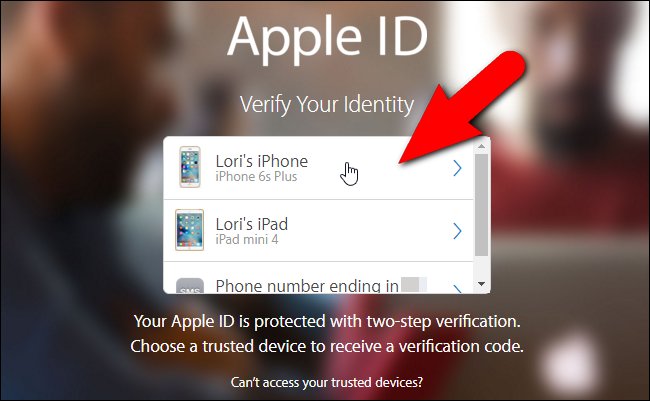 Apple ID
Verify Your Identity
Lori's iPhone
iPhone 6s Plus
Lori's iPad
iPad mini 4
SMS
Phone number ending in
Your Apple ID is protected with two-step verification.
Choose a trusted device to receive a verification code.
Can't access your trusted devices?